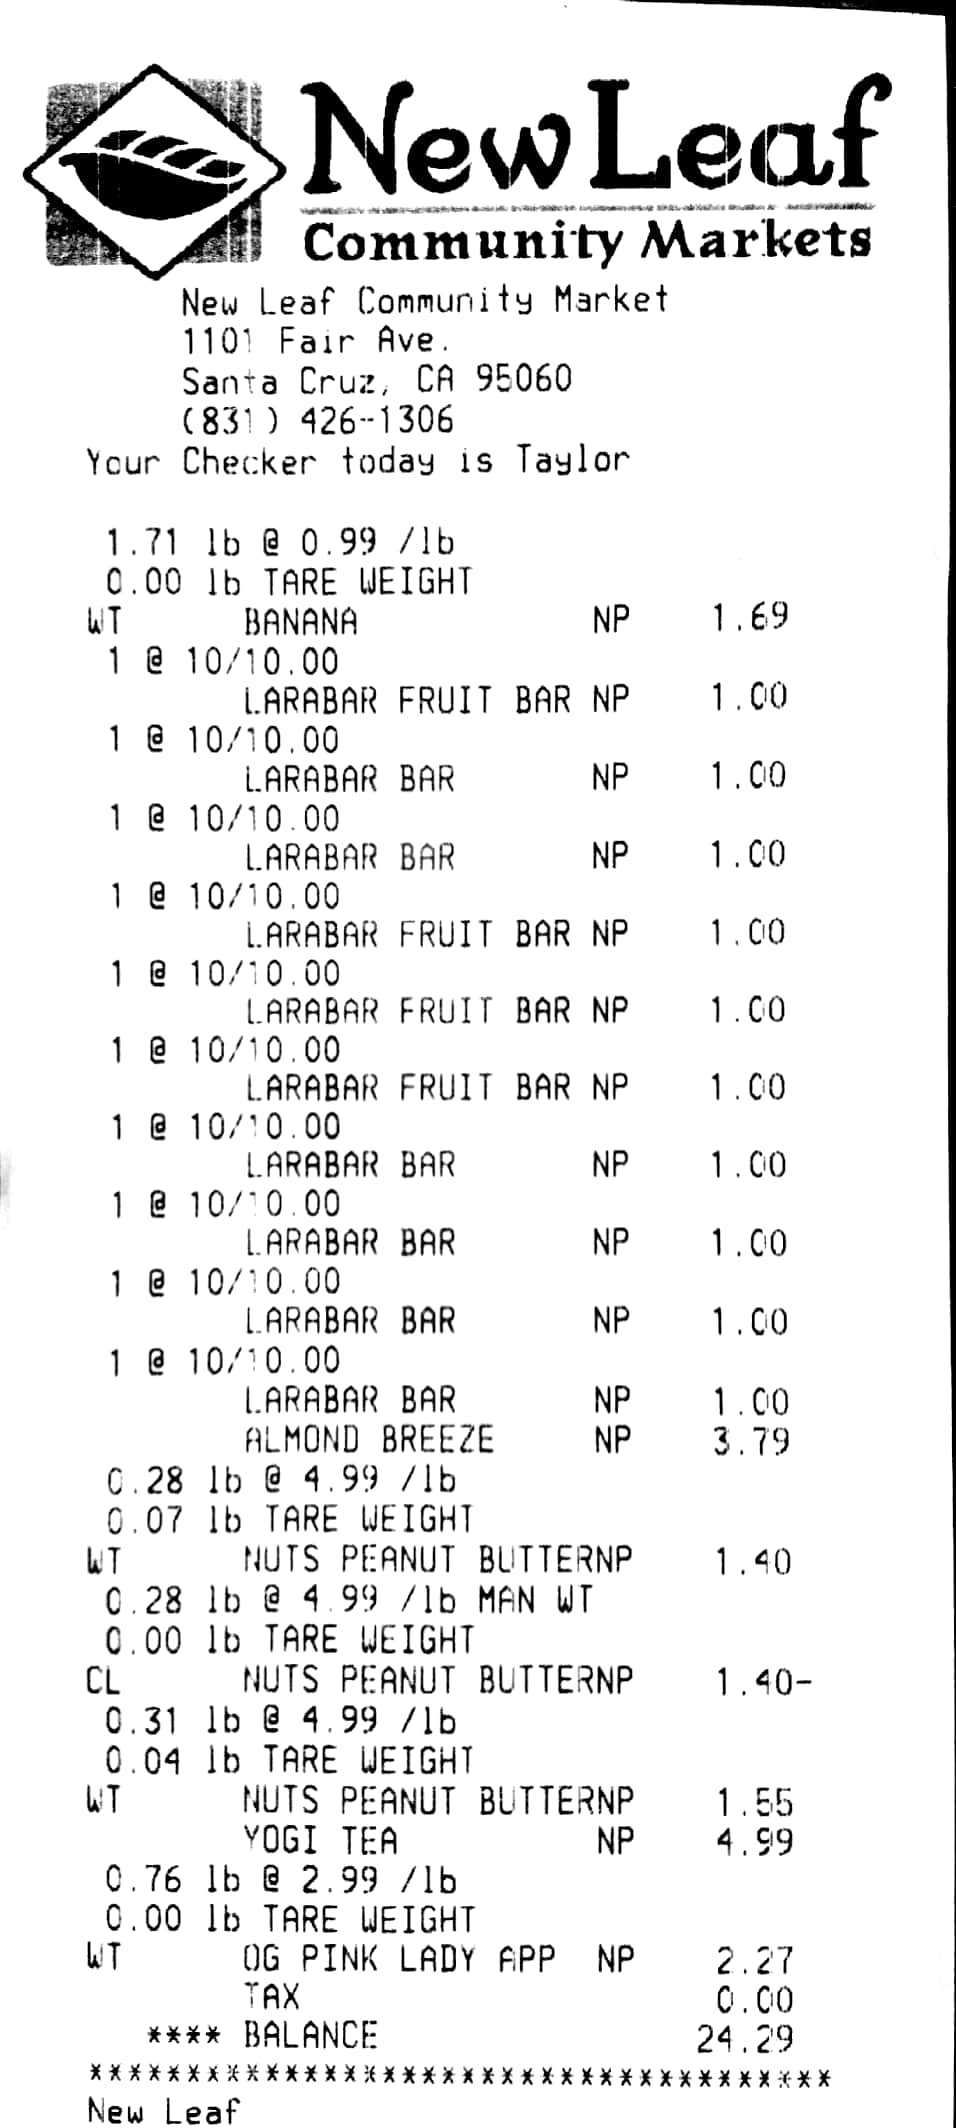 New Leaf
Community Markets
New Leaf Community Market
1101 Fair Ave.
Santa Cruz, CA 95060
(831) 426-1306
Your Checker today is Taylor
1.71 lb @ 0.99 /lb
0.00 lb TARE WEIGHT
WT BANANA NP 1.69
1 @ 10/10.00
LARABAR FRUIT BAR NP 1.00
1 @ 10/10.00
LARABAR BAR NP 1.00
1 @ 10/10.00
LARABAR BAR NP 1.00
1 @ 10/10.00
LARABAR FRUIT BAR NP 1.00
1 @ 10/10.00
LARABAR FRUIT BAR NP 1.00
1 @ 10/10.00
LARABAR FRUIT BAR NP 1.00
1 @ 10/10.00
LARABAR BAR NP 1.00
1 @ 10/10.00
LARABAR BAR NP 1.00
1 @ 10/10.00
LARABAR BAR NP 1.00
1 @ 10/10.00
LARABAR BAR NP 1.00
ALMOND BREEZE NP 3.79
0.28 lb @ 4.99 /lb
0.07 lb TARE WEIGHT
WT NUTS PEANUT BUTTERNP 1.40
0.28 lb @ 4.99 /lb MAN WT
0.00 lb TARE WEIGHT
CL NUTS PEANUT BUTTERNP 1.40-
0.31 lb @ 4.99 /lb
0.04 lb TARE WEIGHT
WT NUTS PEANUT BUTTERNP 1.55
YOGI TEA NP 4.99
0.76 lb @ 2.99 /lb
0.00 lb TARE WEIGHT
WT OG PINK LADY APP NP 2.27
TAX 0.00
**** BALANCE 24.29
**************************************
New Leaf